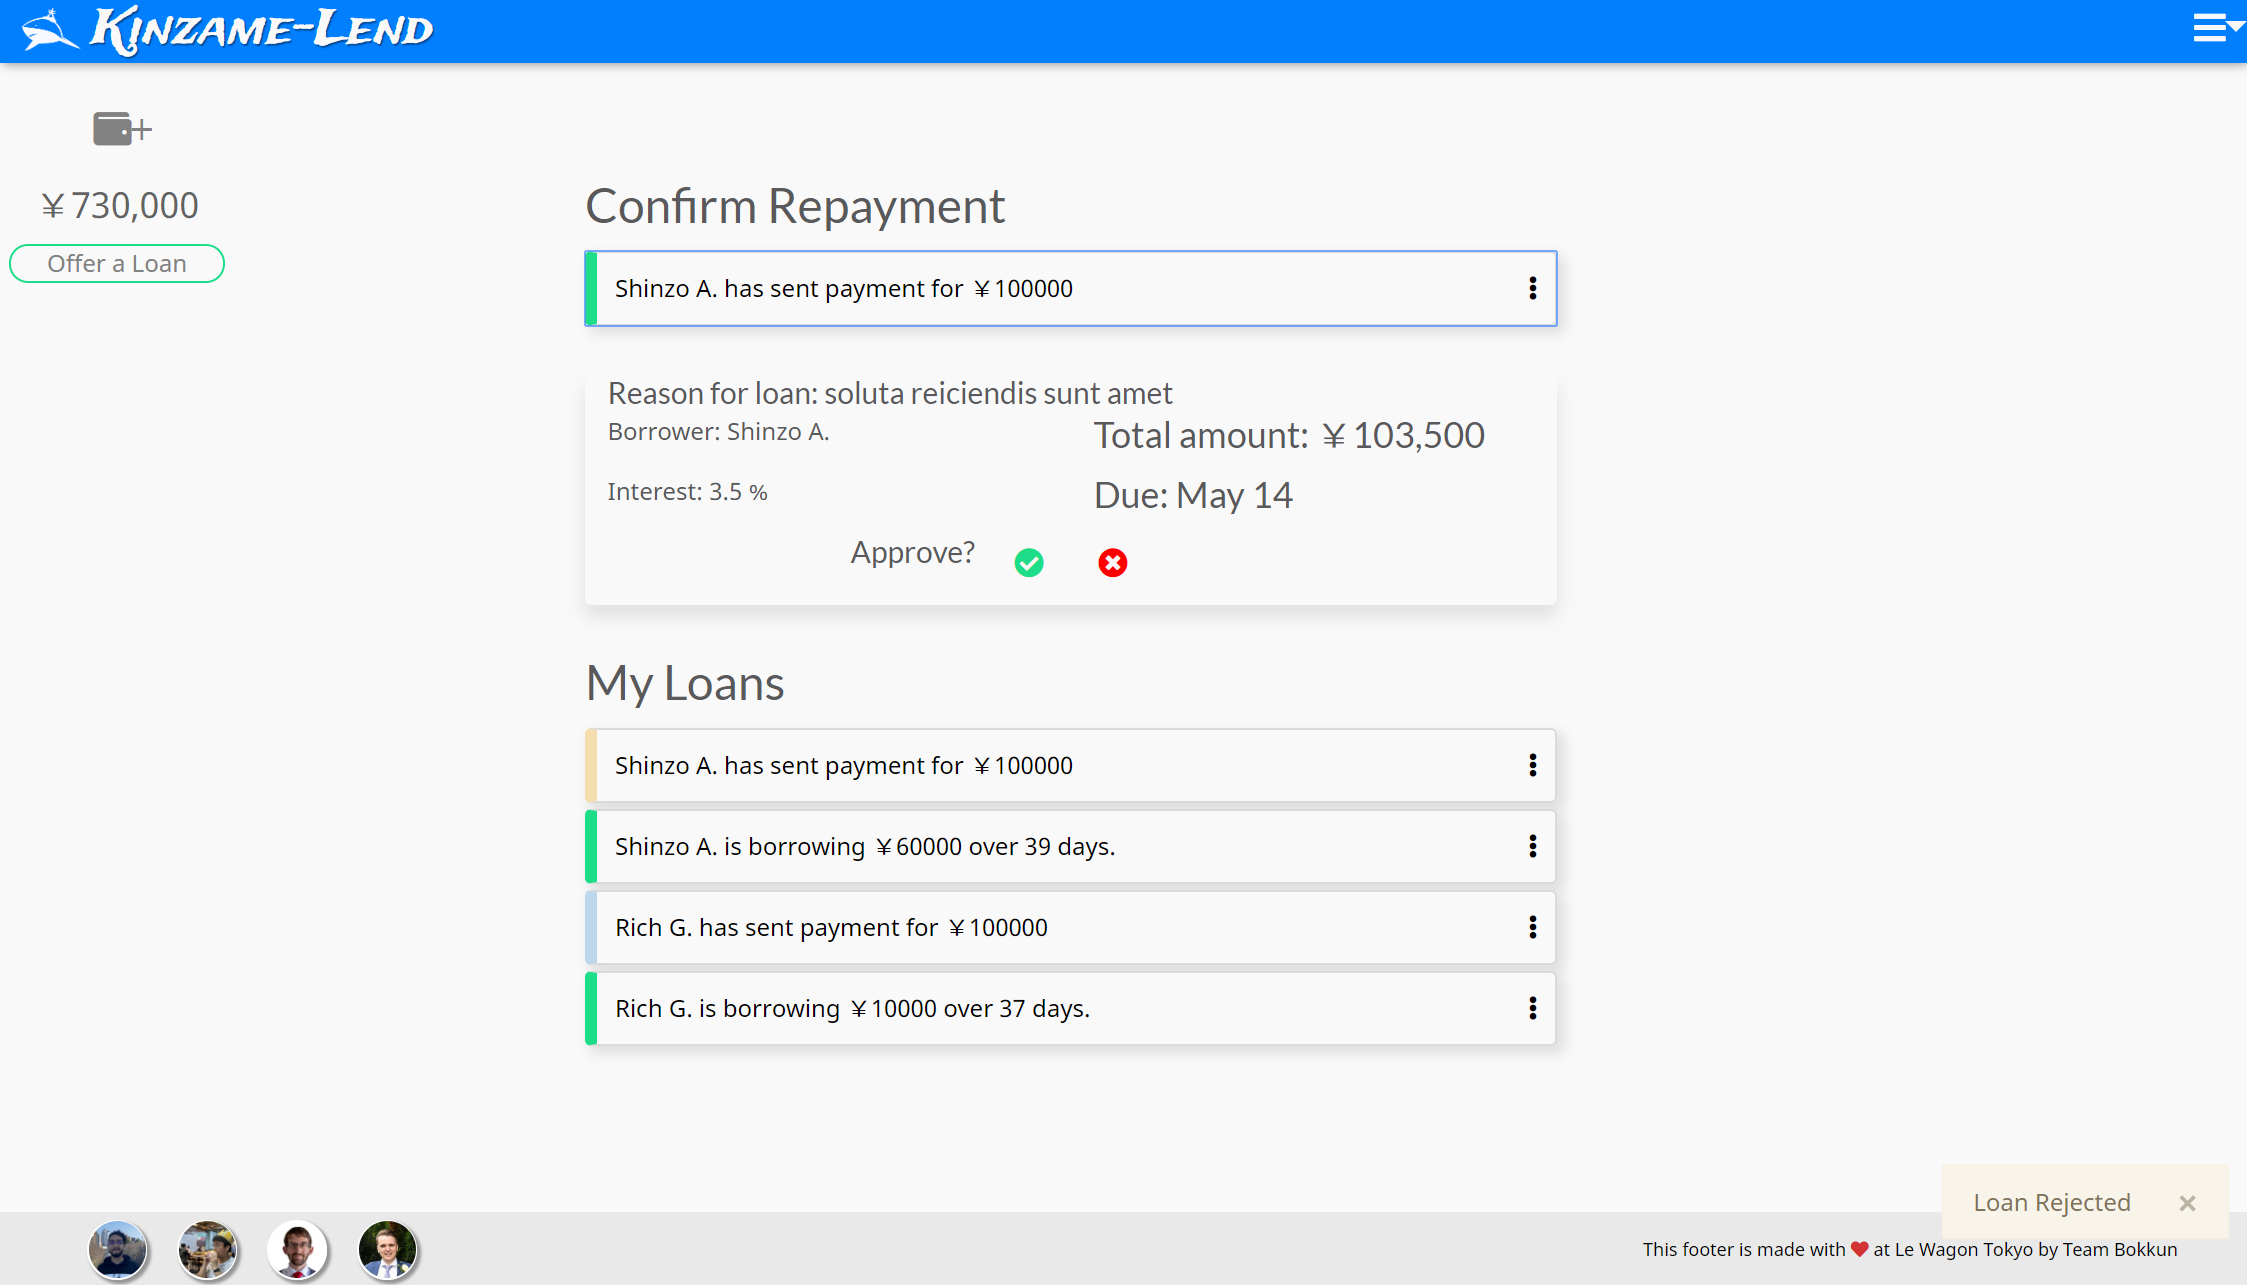 Kinzame-Lend
¥730,000
Offer a Loan
Confirm Repayment
Shinzo A. has sent payment for ¥100000
Reason for loan: soluta reiciendis sunt amet
Borrower: Shinzo A.
Total amount: ¥103,500
Interest: 3.5 %
Due: May 14
Approve?
My Loans
Shinzo A. has sent payment for ¥100000
Shinzo A. is borrowing ¥60000 over 39 days.
Rich G. has sent payment for ¥100000
Rich G. is borrowing ¥10000 over 37 days.
Loan Rejected ×
This footer is made with ❤ at Le Wagon Tokyo by Team Bokkun